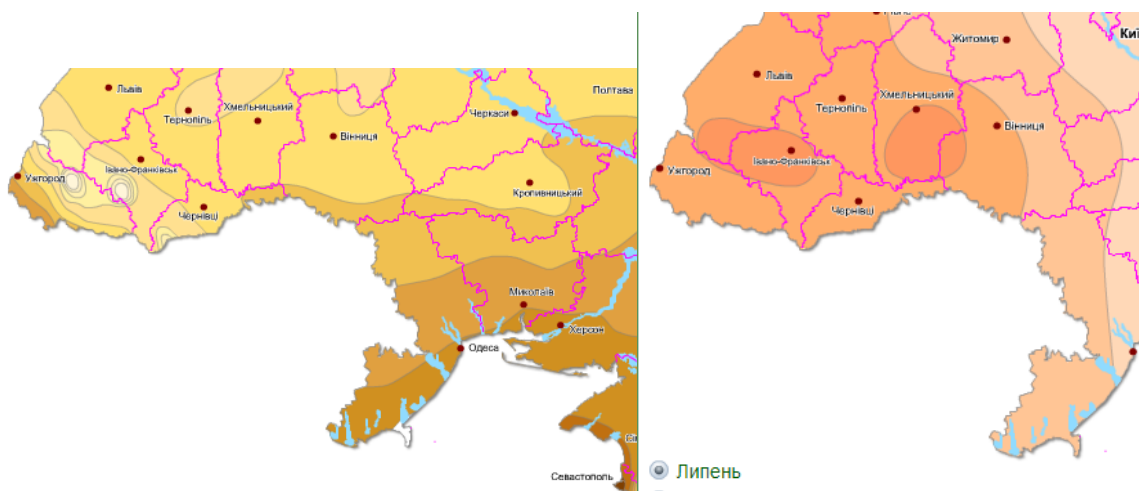 Львів
Тернопіль
Хмельницький
Вінниця
Черкаси
Полтава
Івано-Франківськ
Ужгород
Чернівці
Кропивницький
Миколаїв
Херсон
Одеса
Севастополь
Житомир
Киї
Львів
Тернопіль
Хмельницький
Вінниця
Івано-Франківськ
Ужгород
Чернівці
Липень